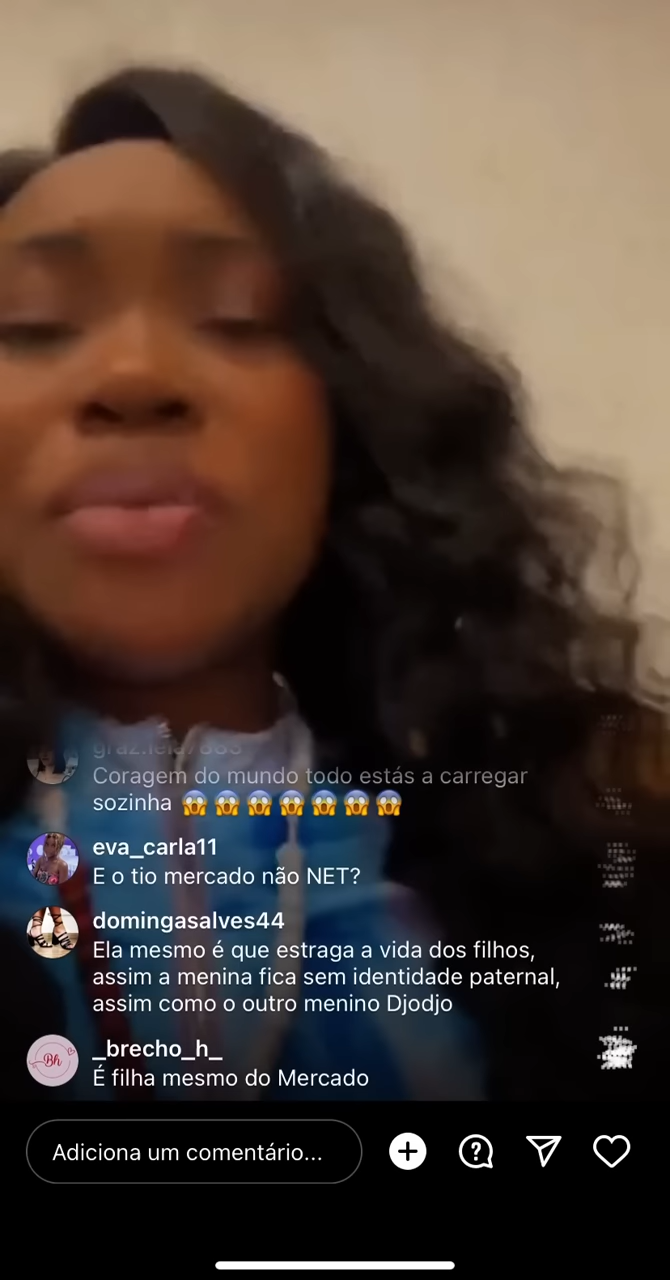 Coragem do mundo todo estás a carregar
sozinha 😱😱😱😱😱😱😱
eva_carla11
E o tio mercado não NET?
domingasalves44
Ela mesmo é que estraga a vida dos filhos,
assim a menina fica sem identidade paternal,
assim como o outro menino Djodjo
Bh
_brecho_h_
É filha mesmo do Mercado
Adiciona um comentário...